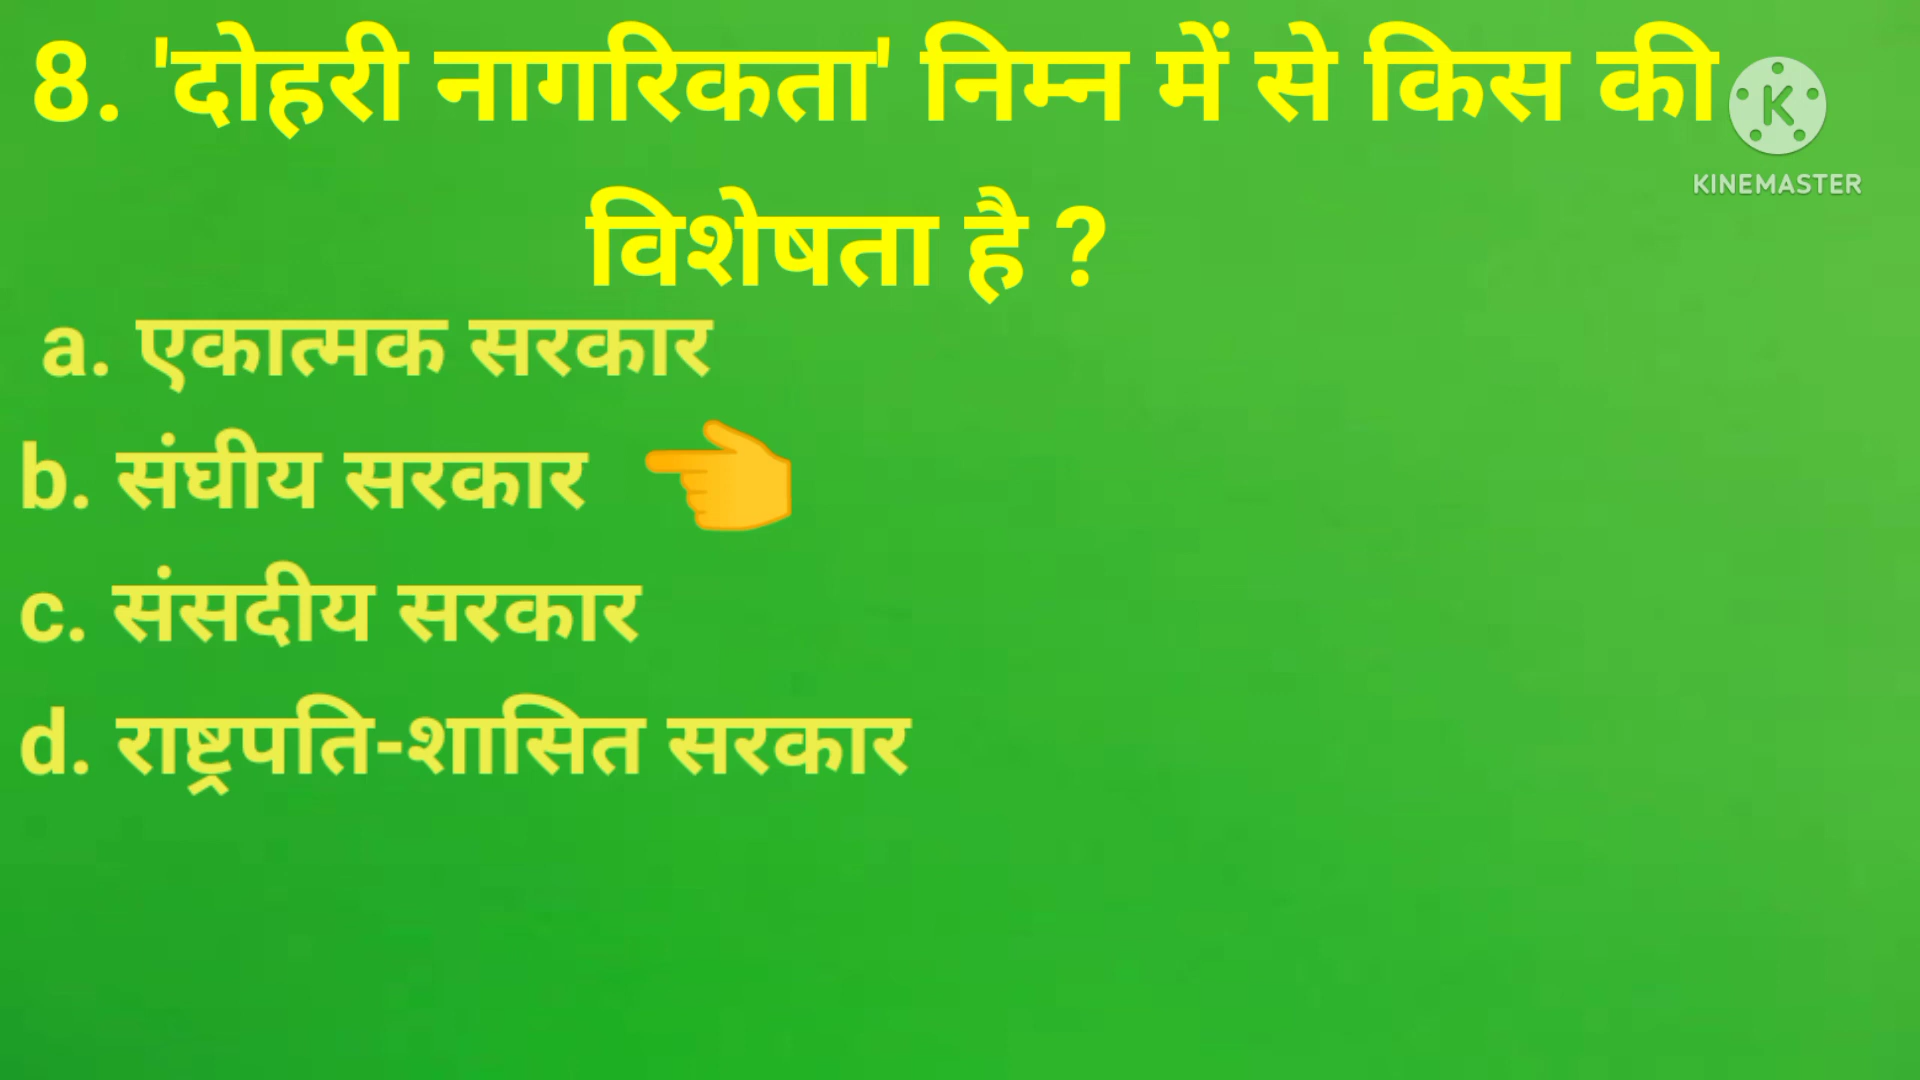 8. 'दोहरी नागरिकता' निम्न में से किस की
विशेषता है ?
KINEMASTER
a. एकात्मक सरकार
b. संघीय सरकार
c. संसदीय सरकार
d. राष्ट्रपति-शासित सरकार